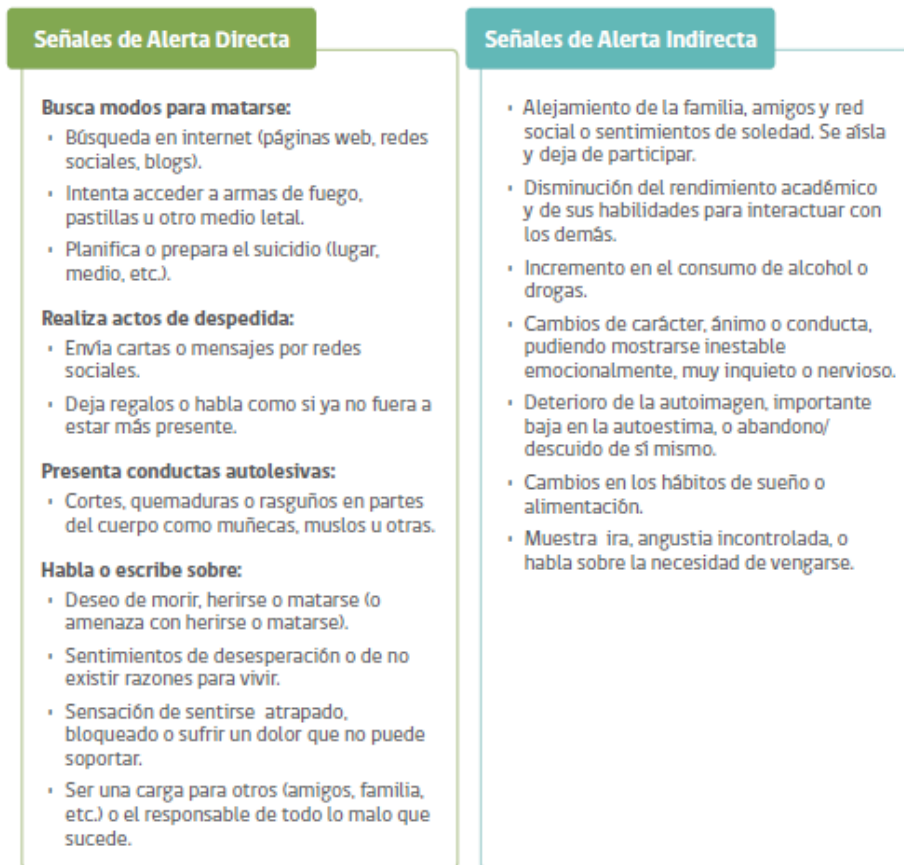 Señales de Alerta Directa
Busca modos para matarse:
• Búsqueda en internet (páginas web, redes
sociales, blogs).
• Intenta acceder a armas de fuego,
pastillas u otro medio letal.
• Planifica o prepara el suicidio (lugar,
medio, etc.).
Realiza actos de despedida:
• Envía cartas o mensajes por redes
sociales.
• Deja regalos o habla como si ya no fuera a
estar más presente.
Presenta conductas autolesivas:
• Cortes, quemaduras o rasguños en partes
del cuerpo como muñecas, muslos u otras.
Habla o escribe sobre:
• Deseo de morir, herirse o matarse (o
amenaza con herirse o matarse).
• Sentimientos de desesperación o de no
existir razones para vivir.
• Sensación de sentirse atrapado,
bloqueado o sufrir un dolor que no puede
soportar.
• Ser una carga para otros (amigos, familia,
etc.) o el responsable de todo lo malo que
sucede.
Señales de Alerta Indirecta
• Alejamiento de la familia, amigos y red
social o sentimientos de soledad. Se aísla
y deja de participar.
• Disminución del rendimiento académico
y de sus habilidades para interactuar con
los demás.
• Incremento en el consumo de alcohol o
drogas.
• Cambios de carácter, ánimo o conducta,
pudiendo mostrarse inestable
emocionalmente, muy inquieto o nervioso.
• Deterioro de la autoimagen, importante
baja en la autoestima, o abandono/
descuido de sí mismo.
• Cambios en los hábitos de sueño o
alimentación.
• Muestra ira, angustia incontrolada, o
habla sobre la necesidad de vengarse.